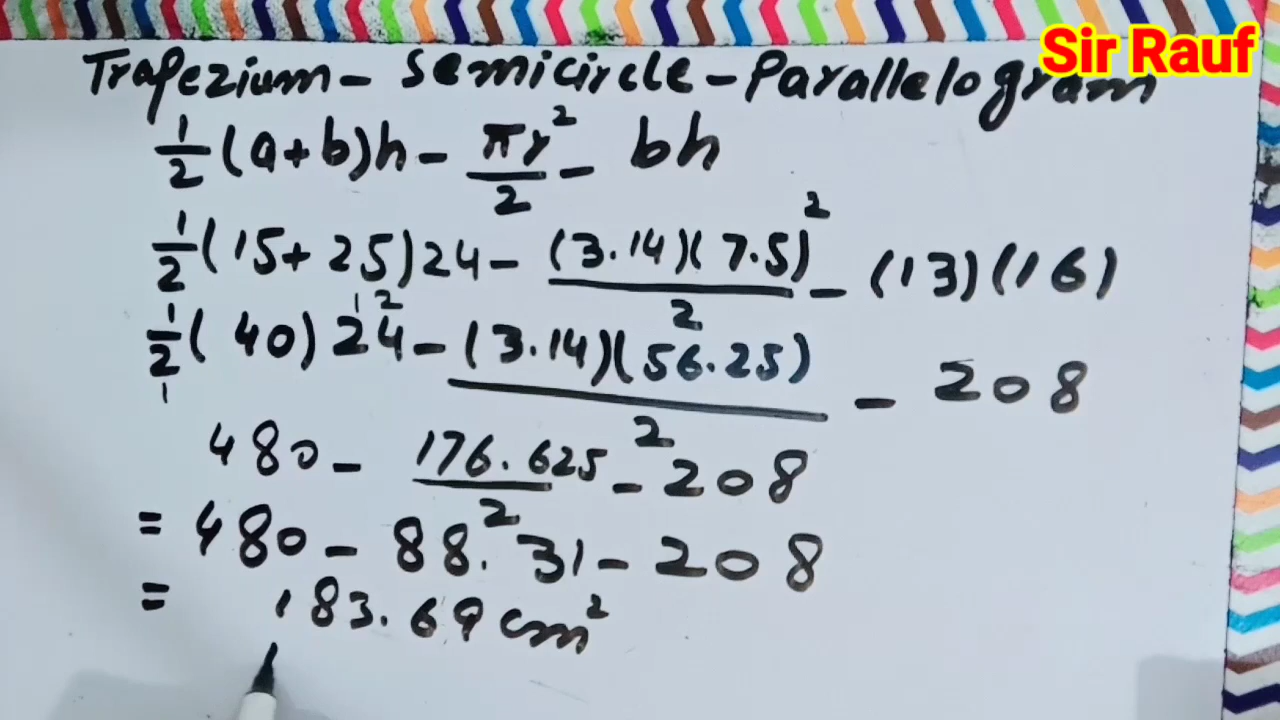 Sir Rauf
Trapezium - Semicircle - Parallelogram
1/2 (a+b)h - πr²/2 - bh
1/2 (15+25)24 - (3.14)(7.5)²/2 - (13)(16)
1/2 (40)24 - (3.14)(56.25)/2 - 208
1 12
480 - 176.625/2 - 208
= 480 - 88.31 - 208
= 183.69 cm²